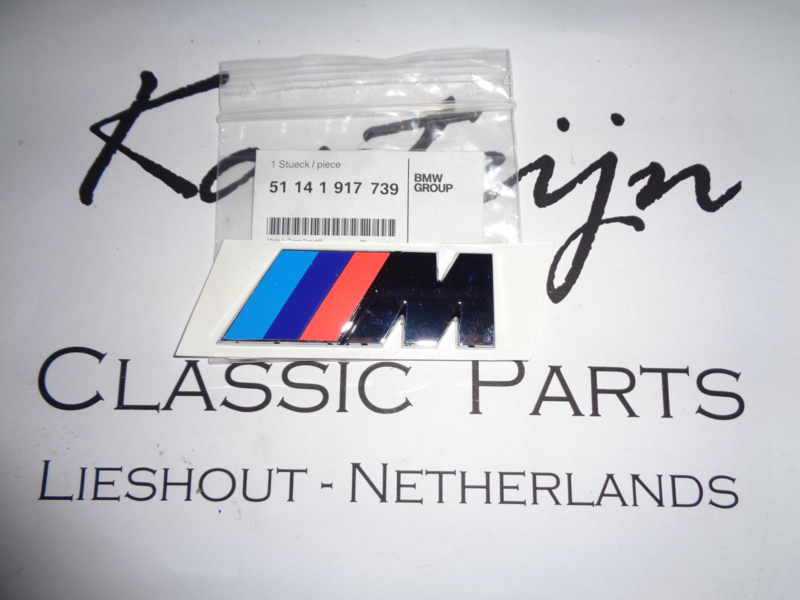 1 Stueck / piece
51 14 1 917 739
BMW
GROUP
M
CLASSIC PARTS
LIESHOUT - NETHERLANDS